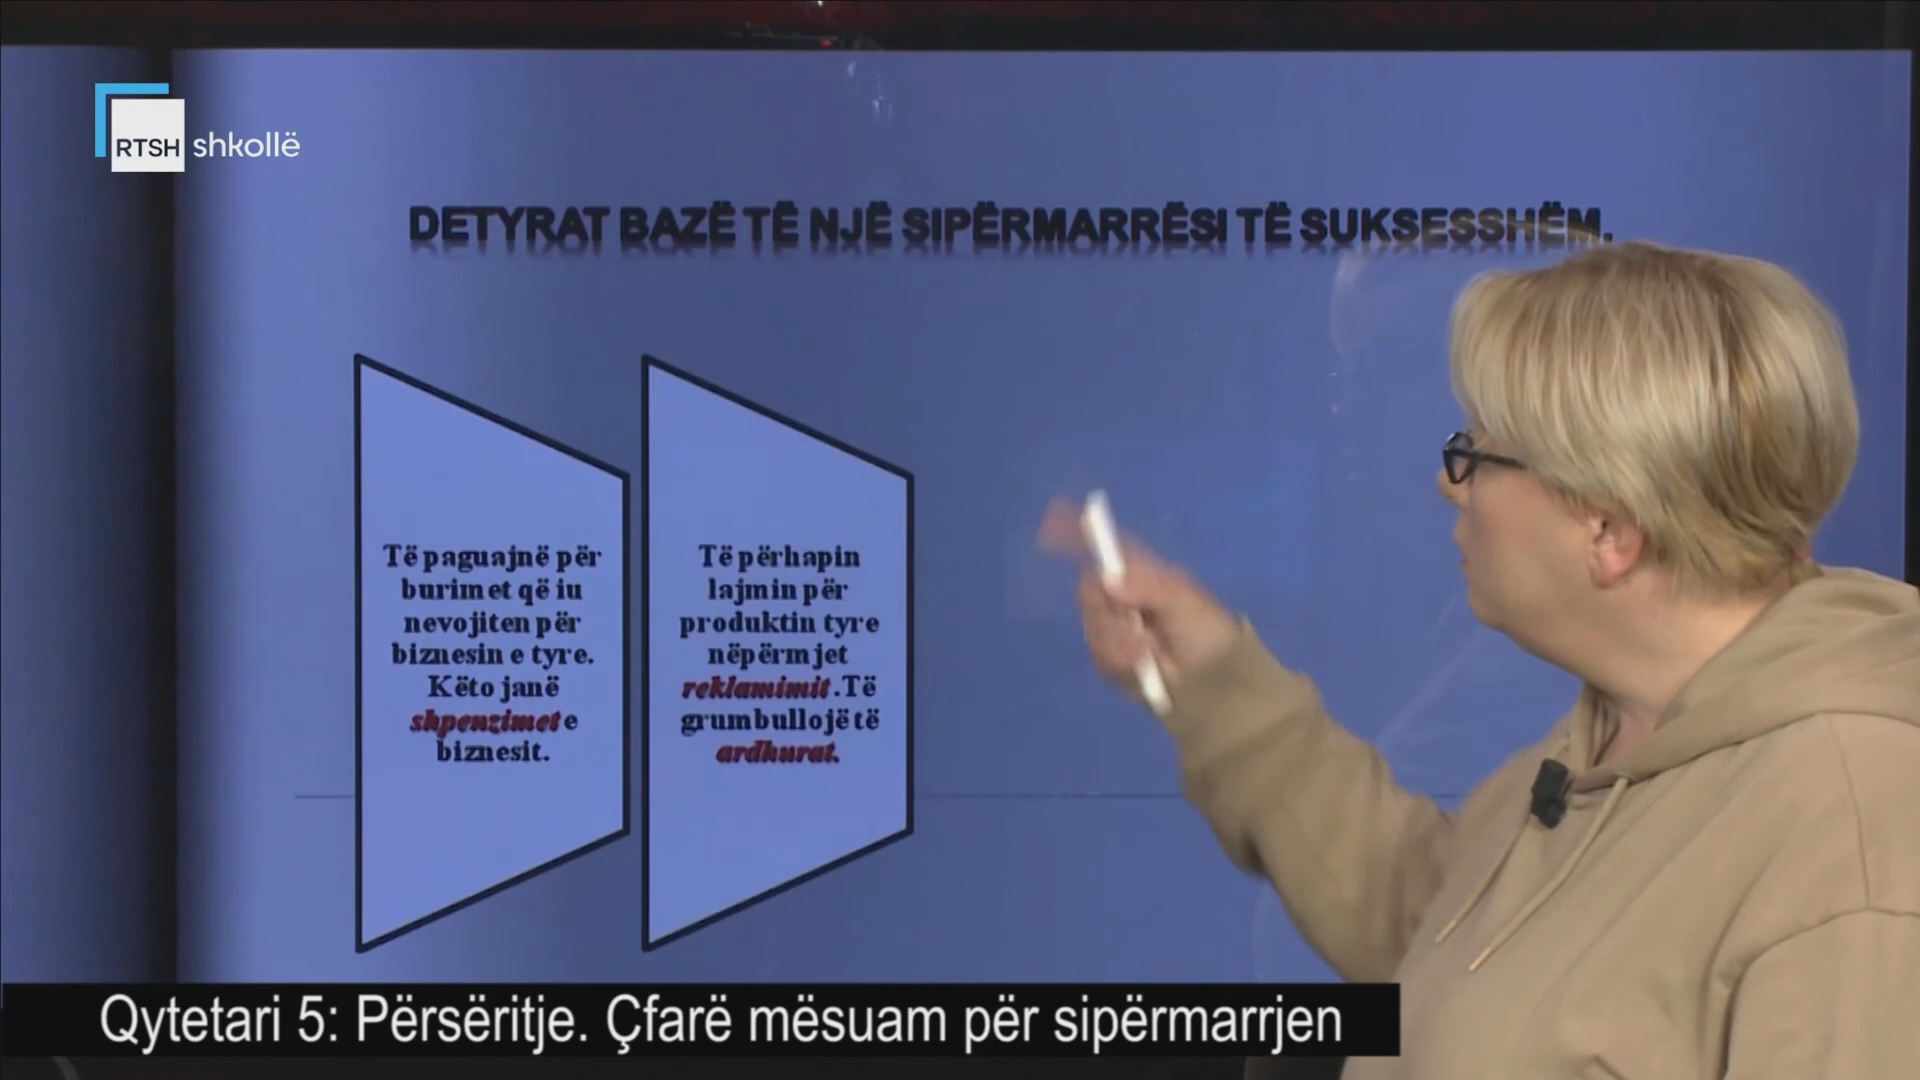 RTSH shkollë
DETYRAT BAZË TË NJË SIPËRMARRËSI TË SUKSESSHËM.
Të paguajnë për
burimet që iu
nevojiten për
biznesin e tyre.
Këto janë
shpenzimet e
biznesit.
Të përhapin
lajmin për
produktin tyre
nëpërmjet
reklamimit .Të
grumbullojë të
ardhurat.
Qytetari 5: Përsëritje. Çfarë mësuam për sipërmarrjen